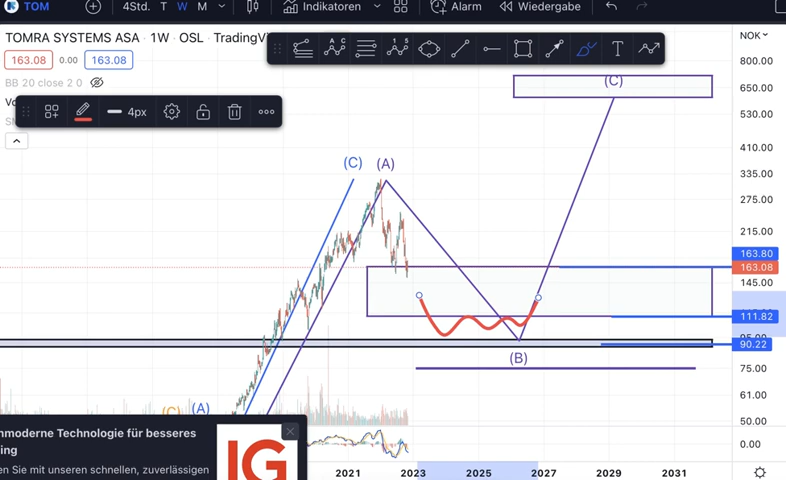 TOM 4Std. T W M Indikatoren Alarm Wiedergabe
TOMRA SYSTEMS ASA · 1W · OSL · TradingVi
NOK
163.08 0.00 163.08
BB 20 close 2 0
Vo
4px
800.00
650.00
530.00
410.00
335.00
275.00
215.00
163.80
163.08
145.00
111.82
90.22
75.00
61.00
50.00
0.00
(C)
(C) (A)
(B)
(C) (A)
2021 2023 2025 2027 2029 2031
nmoderne Technologie für besseres
ing
en Sie mit unseren schnellen, zuverlässigen
IG